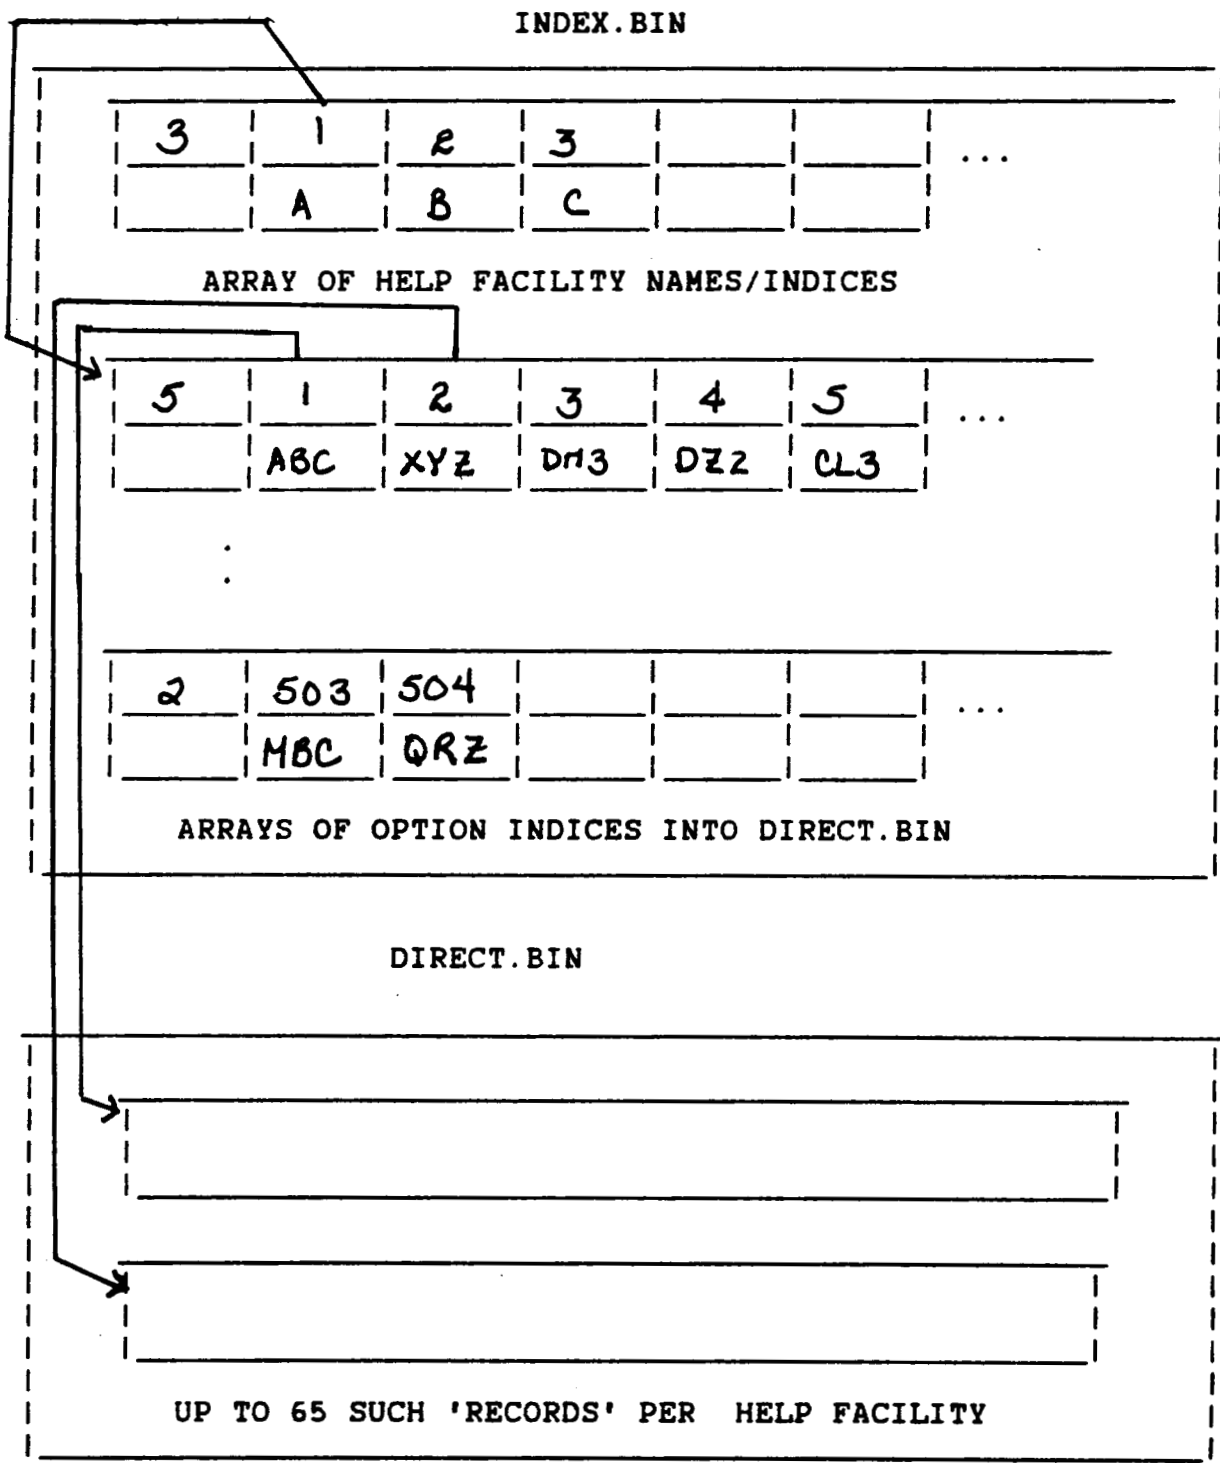 INDEX.BIN
3 1 2 3 ...
A B C
ARRAY OF HELP FACILITY NAMES/INDICES
5 1 2 3 4 5 ...
ABC XYZ DM3 DZ2 CL3
:
2 503 504 ...
MBC QRZ
ARRAYS OF OPTION INDICES INTO DIRECT.BIN
DIRECT.BIN
UP TO 65 SUCH 'RECORDS' PER HELP FACILITY